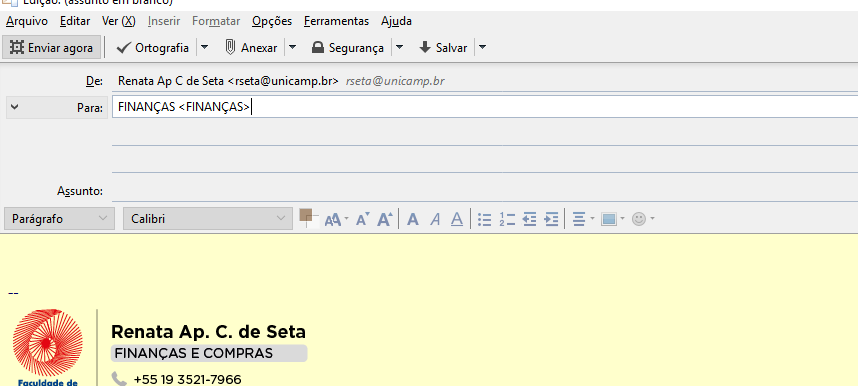 Edição: (assunto em branco)
Arquivo Editar Ver (X) Inserir Formatar Opções Ferramentas Ajuda
Enviar agora Ortografia Anexar Segurança Salvar
De: Renata Ap C de Seta <rseta@unicamp.br> rseta@unicamp.br
Para: FINANÇAS <FINANÇAS>
Assunto:
Parágrafo Calibri
--
Renata Ap. C. de Seta
FINANÇAS E COMPRAS
+55 19 3521-7966
Faculdade de